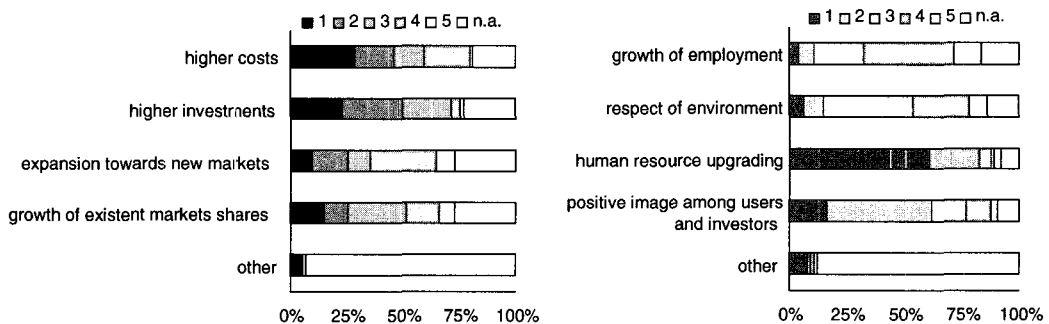 1 2 3 4 5 n.a.
higher costs
higher investments
expansion towards new markets
growth of existent markets shares
other
0% 25% 50% 75% 100%
1 2 3 4 5 n.a.
growth of employment
respect of environment
human resource upgrading
positive image among users
and investors
other
0% 25% 50% 75% 100%